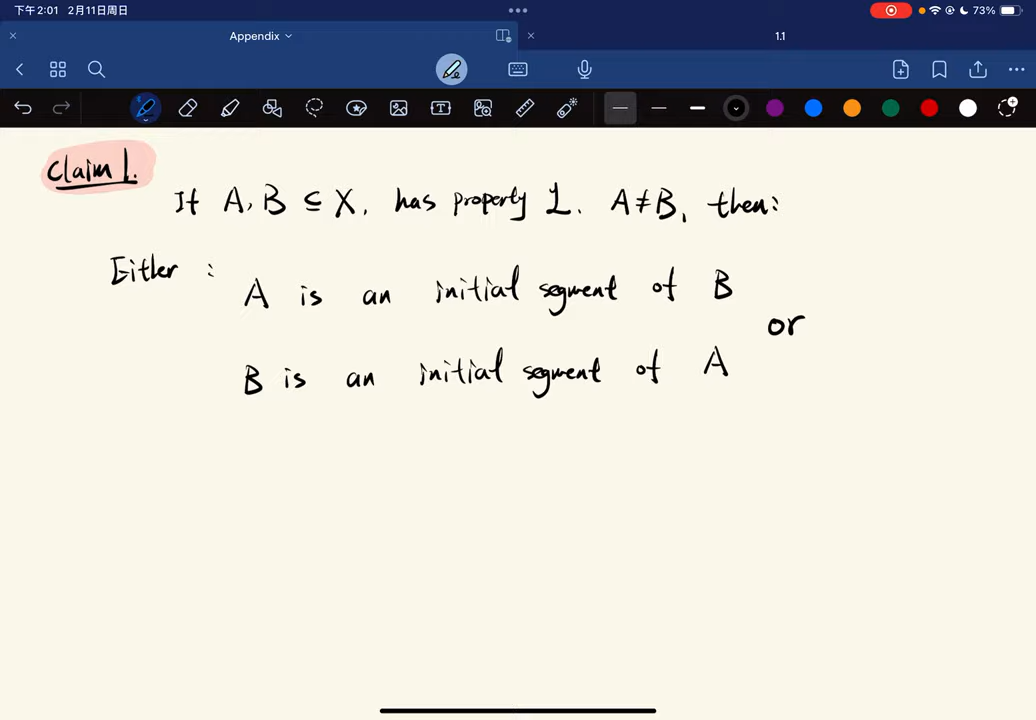 下午2:01 2月11日周日
73%
Appendix
1.1
Claim 1.
If A, B ⊆ X, has property L. A ≠ B, then:
Either :
A is an initial segment of B
or
B is an initial segment of A